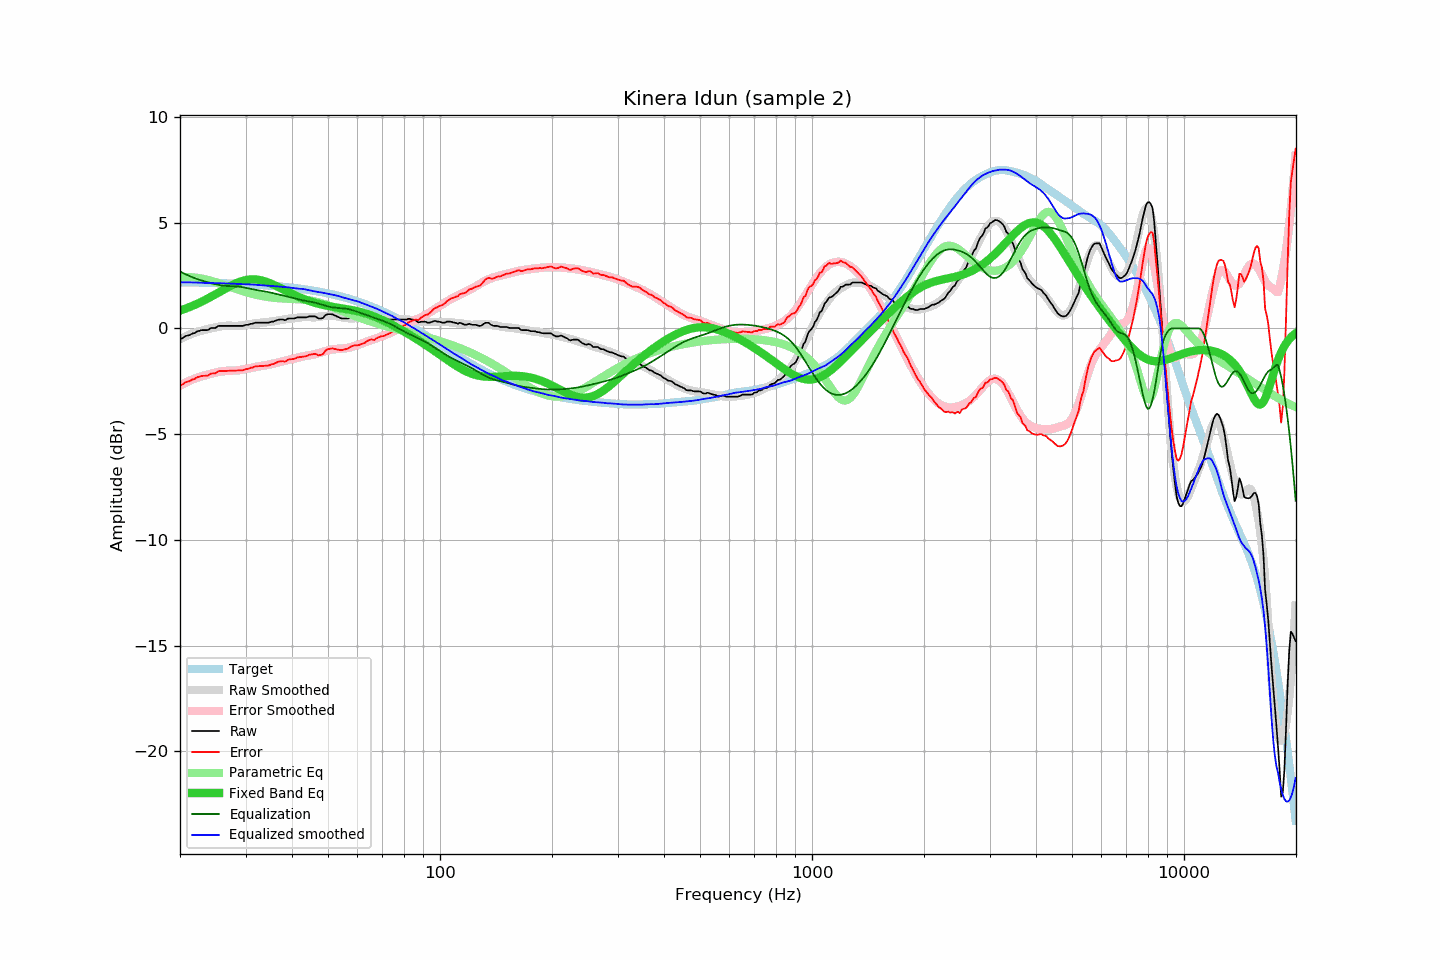 Kinera Idun (sample 2)
10
5
0
−5
−10
−15
−20
Amplitude (dBr)
Target
Raw Smoothed
Error Smoothed
Raw
Error
Parametric Eq
Fixed Band Eq
Equalization
Equalized smoothed
100 1000 10000
Frequency (Hz)